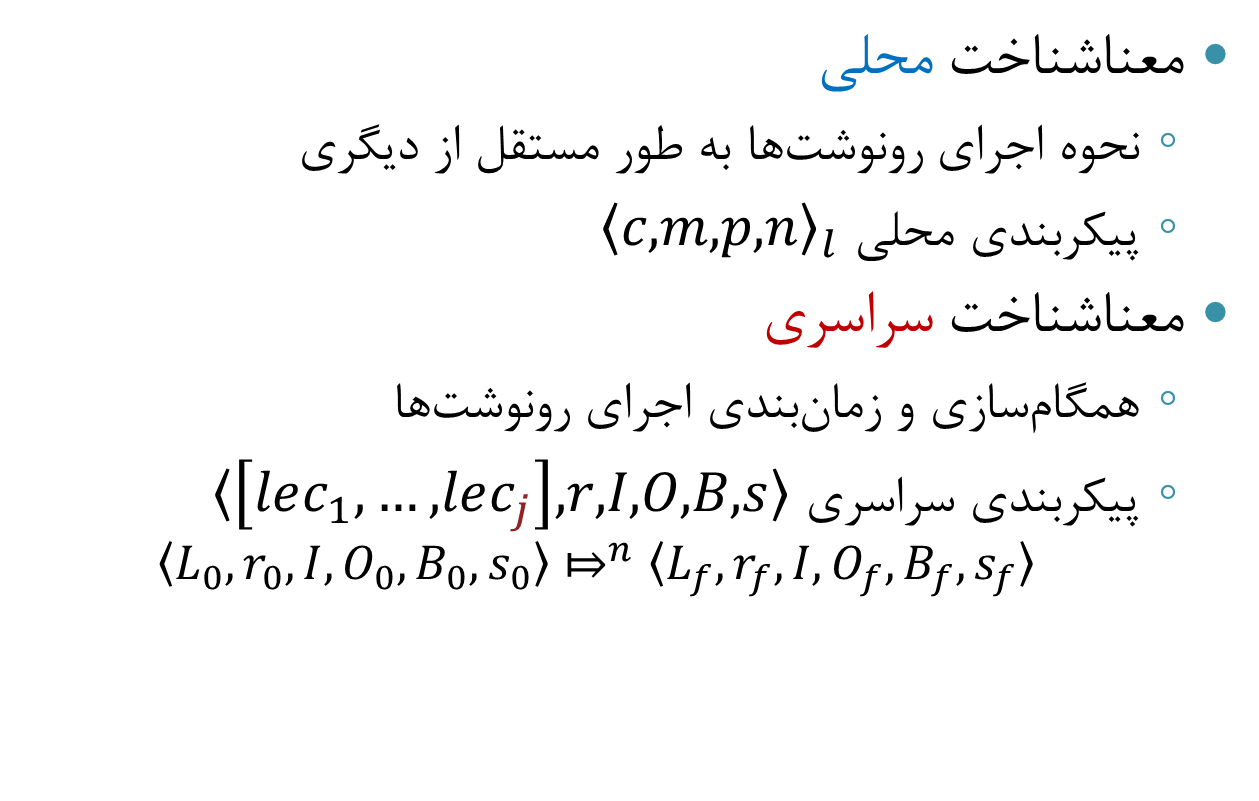 • معناشناخت محلی
◦ نحوه اجرای رونوشت‌ها به طور مستقل از دیگری
◦ پیکربندی محلی ⟨c,m,p,n⟩_l
• معناشناخت سراسری
◦ همگام‌سازی و زمان‌بندی اجرای رونوشت‌ها
◦ پیکربندی سراسری ⟨[lec_1, … ,lec_j],r,I,O,B,s⟩
⟨L_0, r_0, I, O_0, B_0, s_0⟩ ⤇^n ⟨L_f, r_f, I, O_f, B_f, s_f⟩